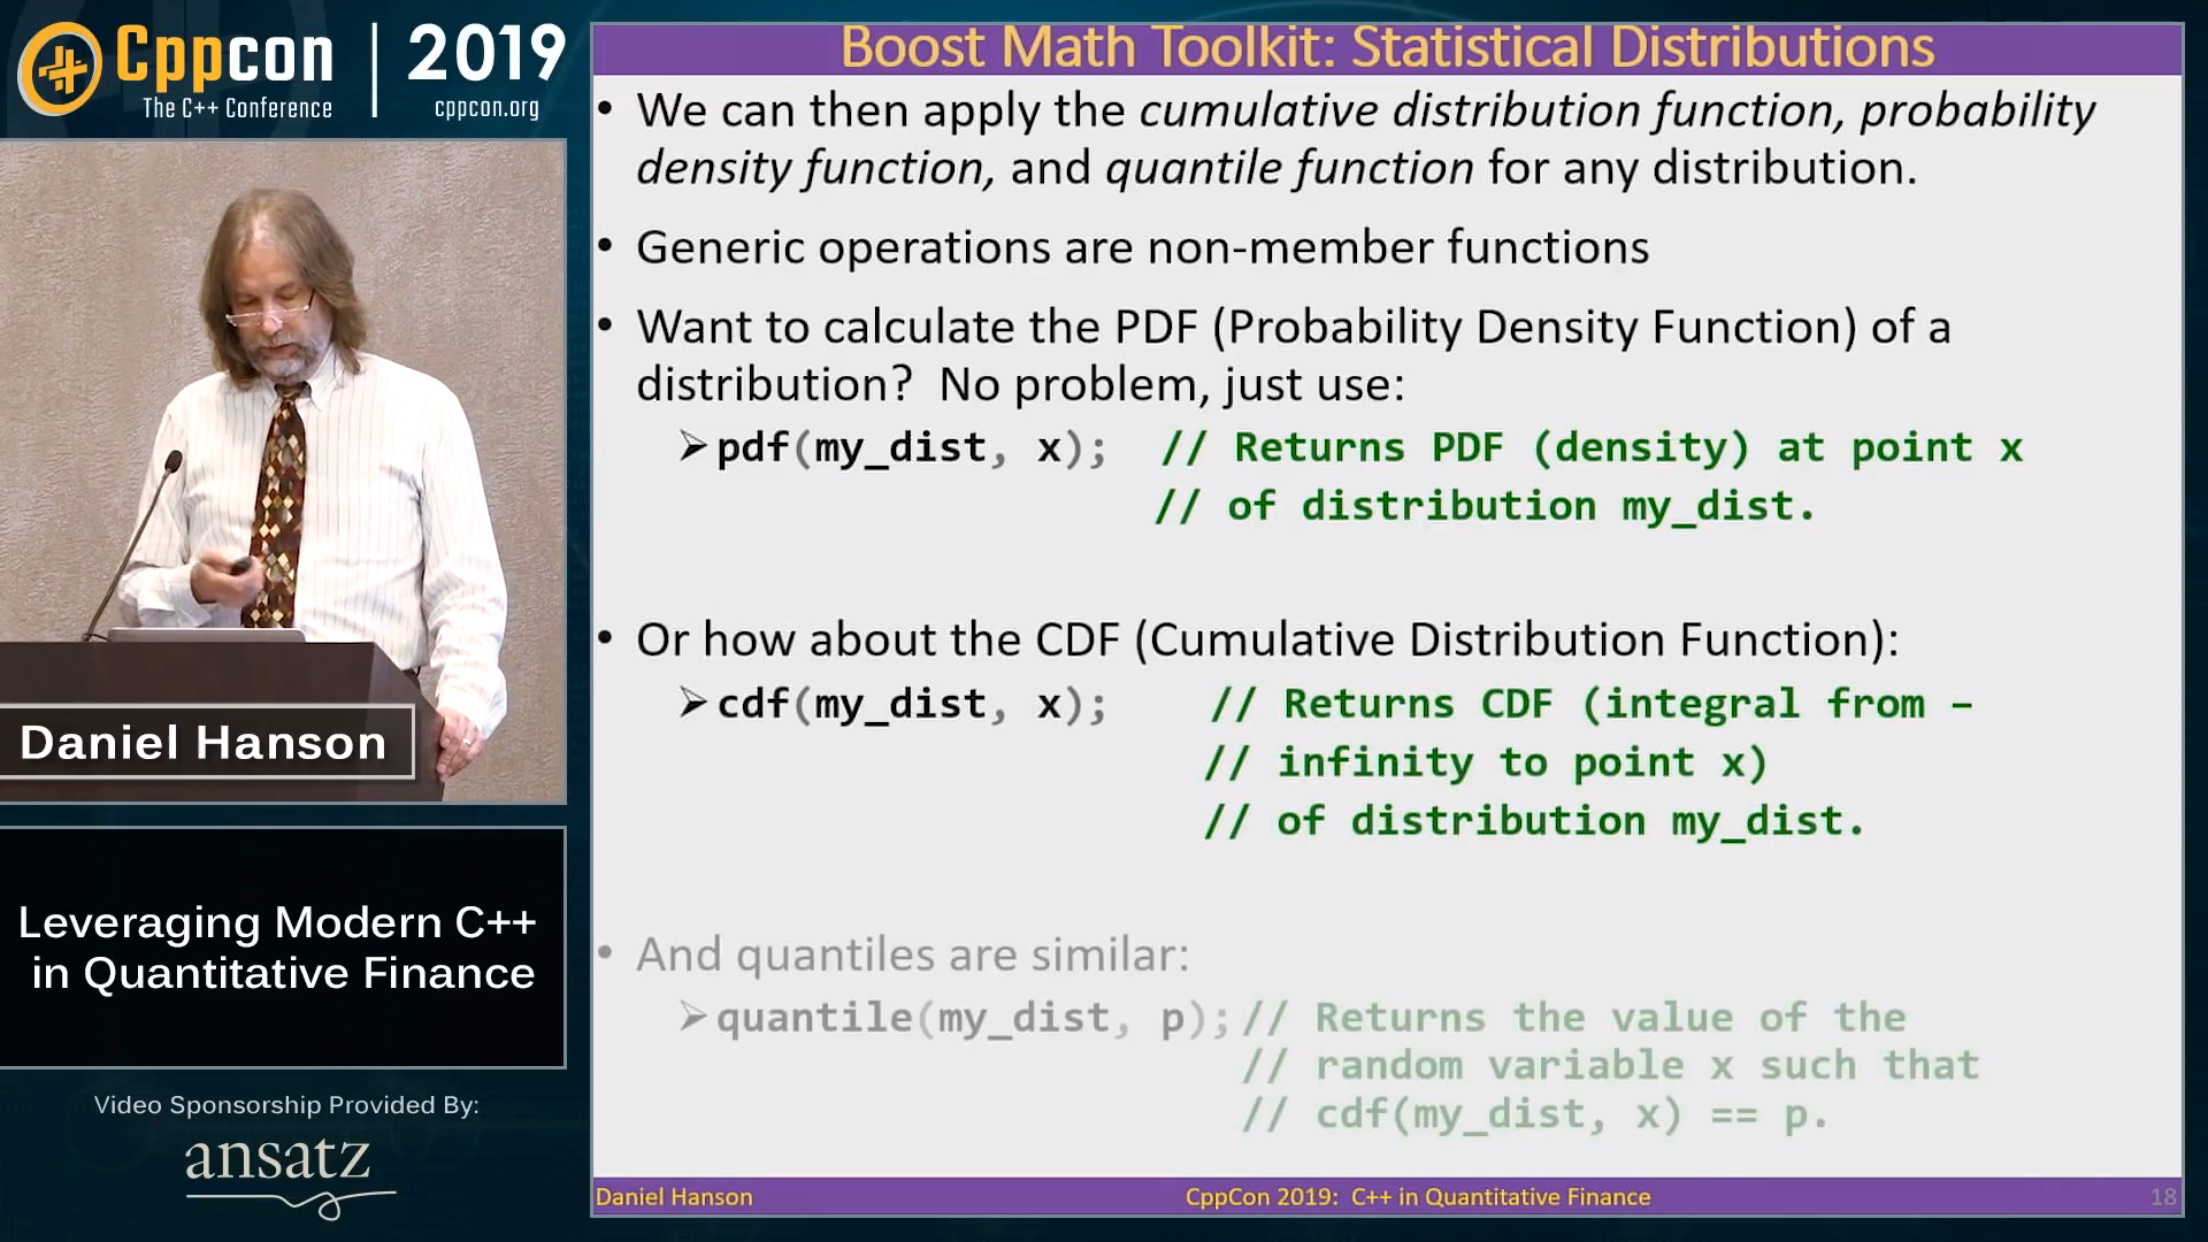 Cppcon
The C++ Conference
2019
cppcon.org
Daniel Hanson
Leveraging Modern C++
in Quantitative Finance
Video Sponsorship Provided By:
ansatz
Boost Math Toolkit: Statistical Distributions
• We can then apply the cumulative distribution function, probability
density function, and quantile function for any distribution.
• Generic operations are non-member functions
• Want to calculate the PDF (Probability Density Function) of a
distribution? No problem, just use:
➢pdf(my_dist, x); // Returns PDF (density) at point x
// of distribution my_dist.
• Or how about the CDF (Cumulative Distribution Function):
➢cdf(my_dist, x); // Returns CDF (integral from –
// infinity to point x)
// of distribution my_dist.
• And quantiles are similar:
➢quantile(my_dist, p);// Returns the value of the
// random variable x such that
// cdf(my_dist, x) == p.
Daniel Hanson CppCon 2019: C++ in Quantitative Finance 18